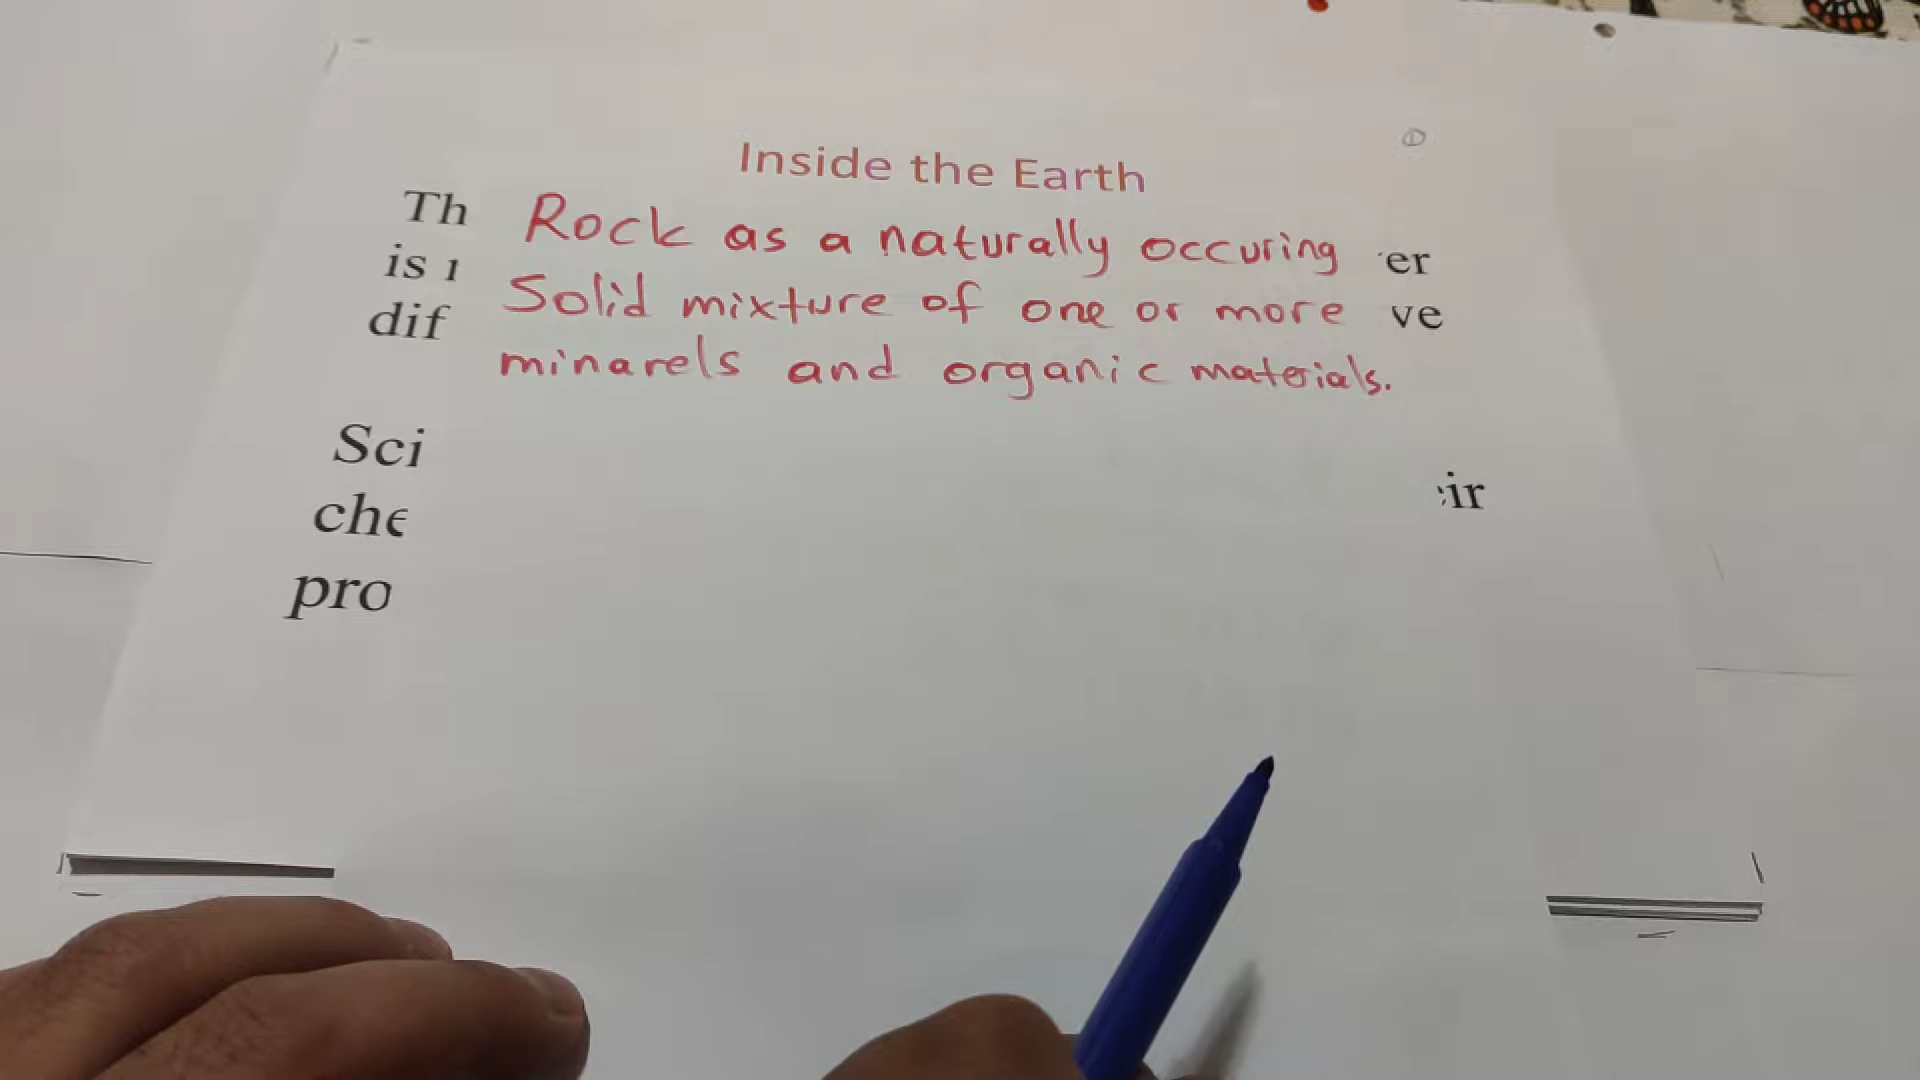 ①
Inside the Earth
Th Rock as a naturally occuring er
is Solid mixture of one or more ve
dif minarels and organic materials.
Sci
che ir
pro